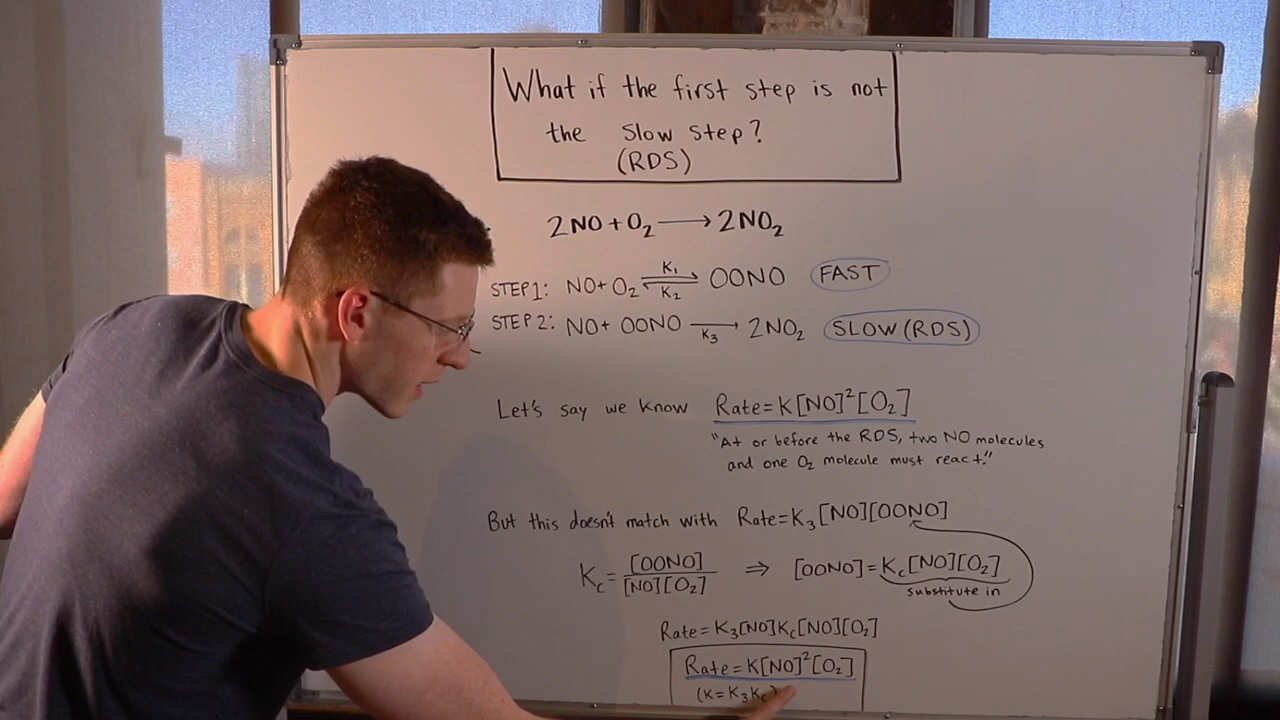 What if the first step is not
the Slow Step?
(RDS)
2NO + O₂ ⟶ 2NO₂
STEP 1: NO + O₂ ⇌ OONO FAST
K₁
K₂
STEP 2: NO + OONO ⟶ 2NO₂ SLOW (RDS)
K₃
Let's say we know Rate = K[NO]²[O₂]
"At or before the RDS, two NO molecules
and one O₂ molecule must react."
But this doesn't match with Rate = K₃[NO][OONO]
K_c = [OONO] / [NO][O₂] ⇒ [OONO] = K_c[NO][O₂]
substitute in
Rate = K₃[NO]K_c[NO][O₂]
Rate = K[NO]²[O₂]
(K = K₃K_c)